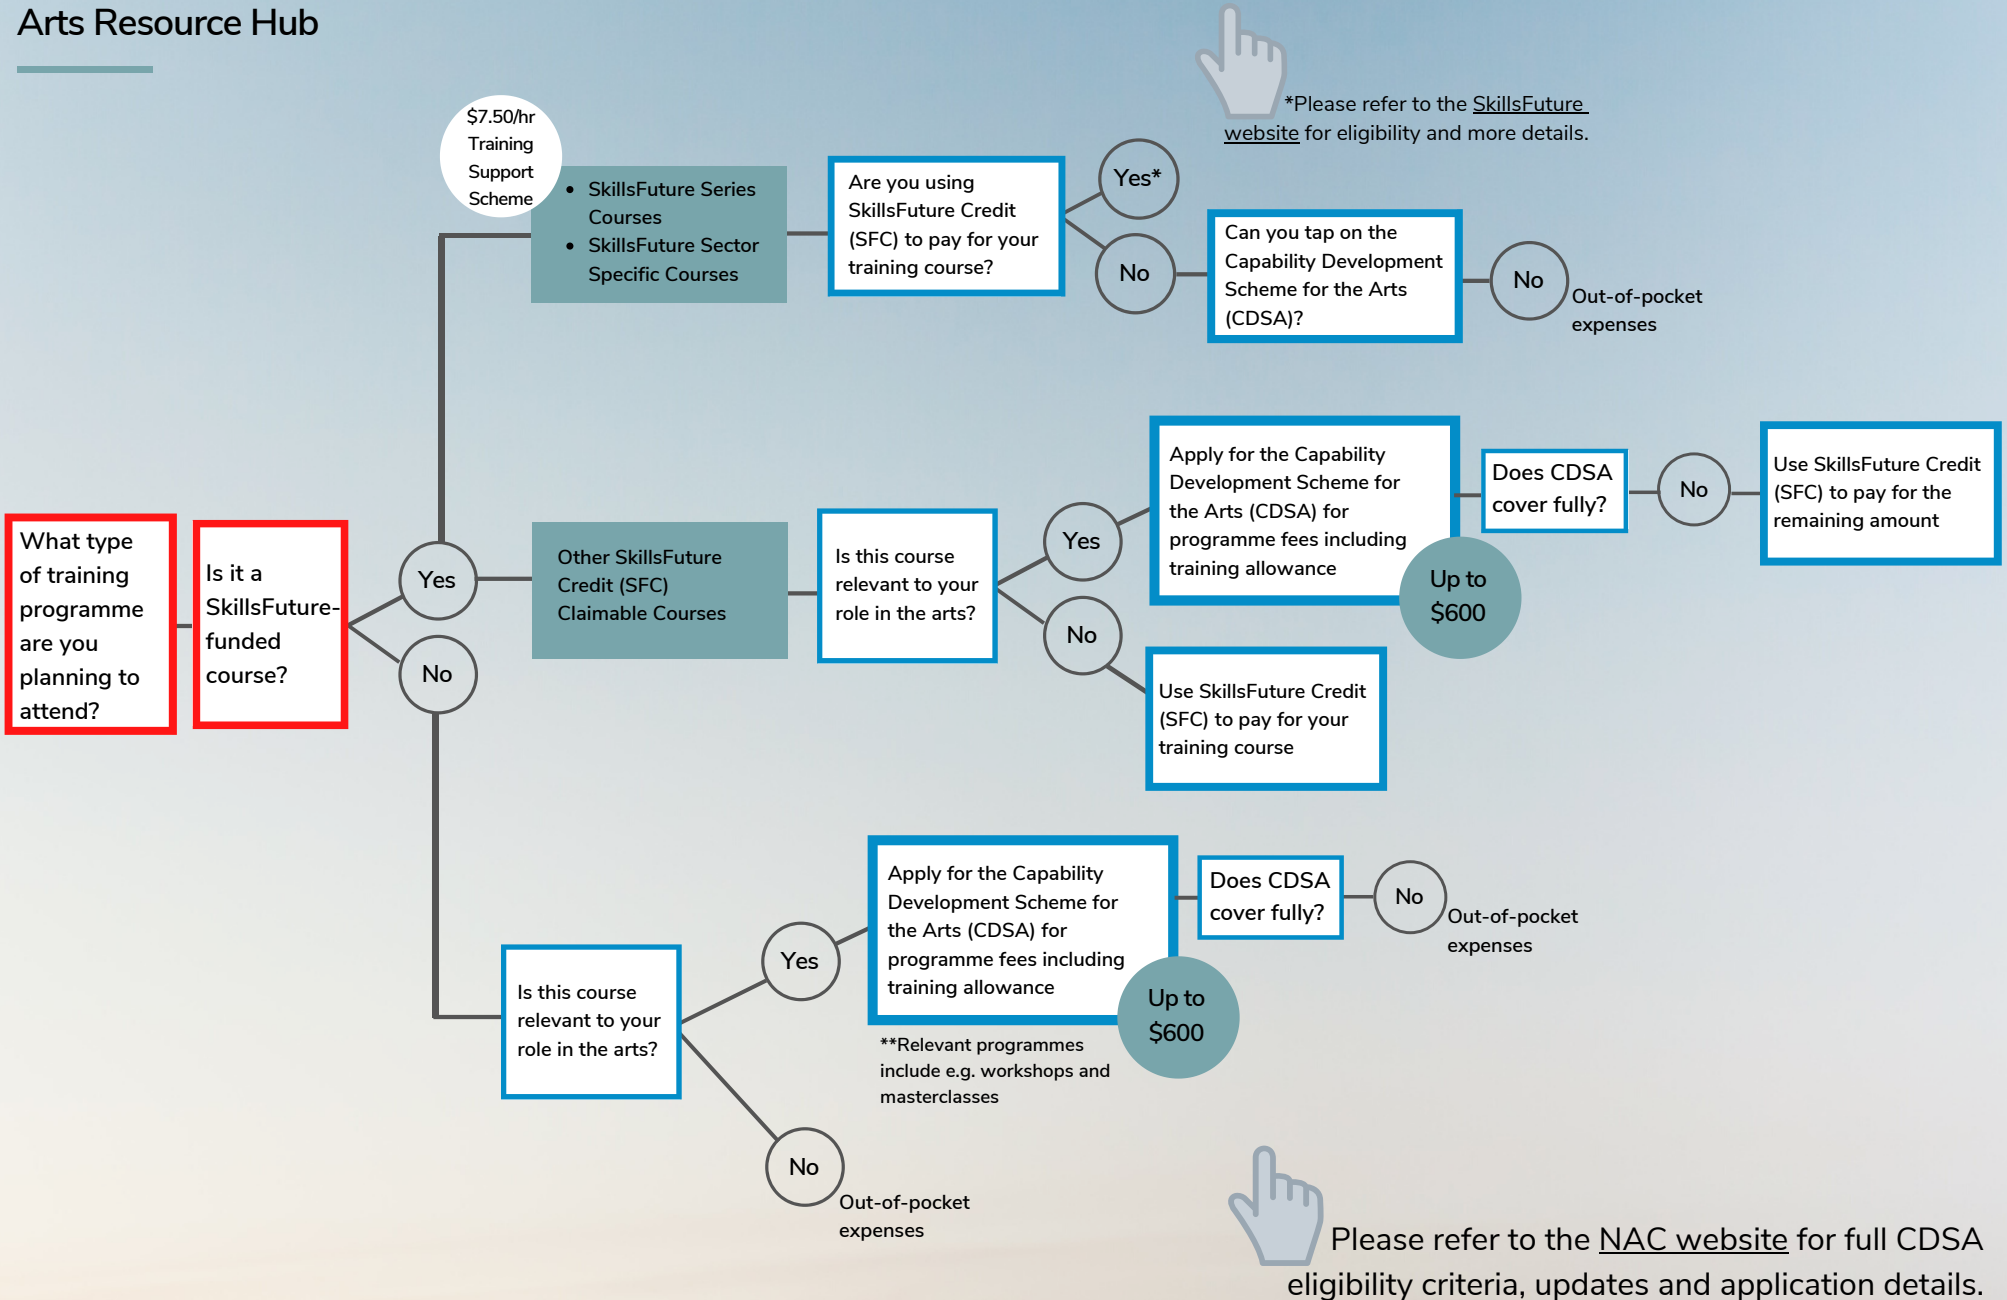 Arts Resource Hub
*Please refer to the SkillsFuture
website for eligibility and more details.
$7.50/hr
Training
Support
Scheme
• SkillsFuture Series
Courses
• SkillsFuture Sector
Specific Courses
Are you using
SkillsFuture Credit
(SFC) to pay for your
training course?
Yes*
No
Can you tap on the
Capability Development
Scheme for the Arts
(CDSA)?
No
Out-of-pocket
expenses
What type
of training
programme
are you
planning to
attend?
Is it a
SkillsFuture-
funded
course?
Yes
No
Other SkillsFuture
Credit (SFC)
Claimable Courses
Is this course
relevant to your
role in the arts?
Yes
No
Apply for the Capability
Development Scheme for
the Arts (CDSA) for
programme fees including
training allowance
Up to
$600
Does CDSA
cover fully?
No
Use SkillsFuture Credit
(SFC) to pay for the
remaining amount
Use SkillsFuture Credit
(SFC) to pay for your
training course
Is this course
relevant to your
role in the arts?
Yes
Apply for the Capability
Development Scheme for
the Arts (CDSA) for
programme fees including
training allowance
Up to
$600
**Relevant programmes
include e.g. workshops and
masterclasses
Does CDSA
cover fully?
No
Out-of-pocket
expenses
No
Out-of-pocket
expenses
Please refer to the NAC website for full CDSA
eligibility criteria, updates and application details.